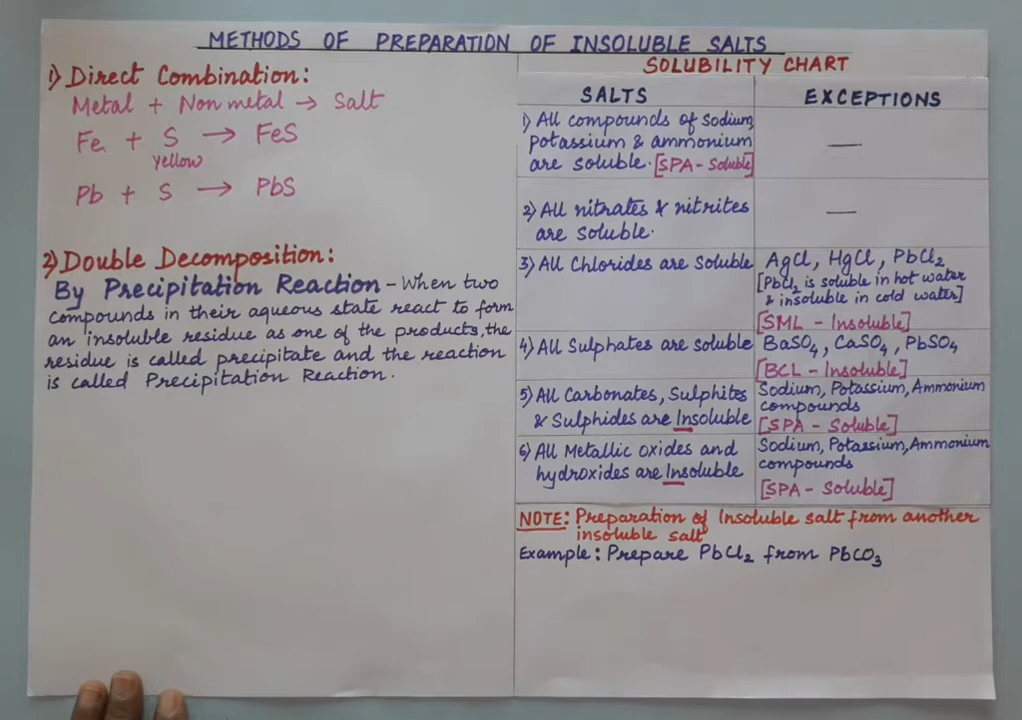 METHODS OF PREPARATION OF INSOLUBLE SALTS
1) Direct Combination:
Metal + Non metal → Salt
Fe + S → FeS
Yellow
Pb + S → PbS
2) Double Decomposition:
By Precipitation Reaction - When two
compounds in their aqueous state react to form
an insoluble residue as one of the products, the
residue is called precipitate and the reaction
is called Precipitation Reaction.
SOLUBILITY CHART
SALTS
EXCEPTIONS
1) All compounds of Sodium,
potassium & ammonium
are soluble. [SPA - Soluble]
—
2) All nitrates & nitrites
are soluble.
—
3) All Chlorides are Soluble
AgCl, HgCl, PbCl₂
[PbCl₂ is soluble in hot water
& insoluble in cold water]
[SML - Insoluble]
4) All Sulphates are soluble
BaSO₄, CaSO₄, PbSO₄
[BCL - Insoluble]
5) All Carbonates, Sulphites
& Sulphides are Insoluble
Sodium, Potassium, Ammonium
compounds
[SPA - Soluble]
6) All Metallic oxides and
hydroxides are Insoluble
Sodium, Potassium, Ammonium
compounds
[SPA - Soluble]
NOTE: Preparation of Insoluble salt from another
insoluble salt
Example: Prepare PbCl₂ from PbCO₃